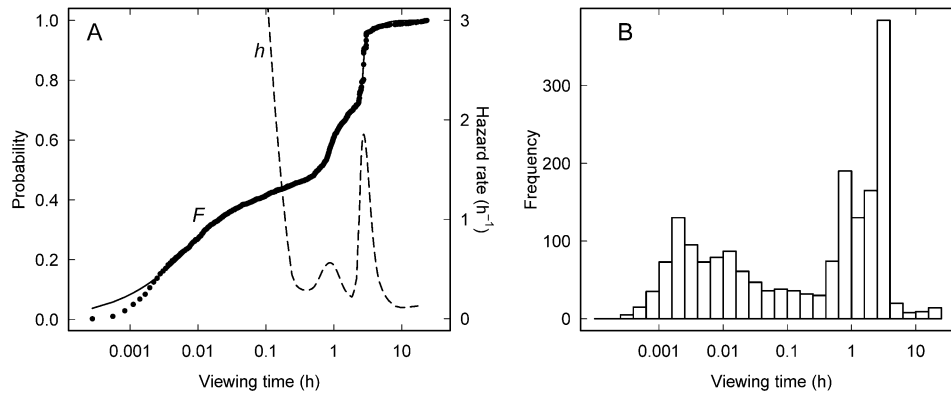 A
h
F
1.0
0.8
0.6
0.4
0.2
0.0
Probability
3
2
1
0
Hazard rate (h⁻¹)
0.001 0.01 0.1 1 10
Viewing time (h)
B
300
200
100
0
Frequency
0.001 0.01 0.1 1 10
Viewing time (h)